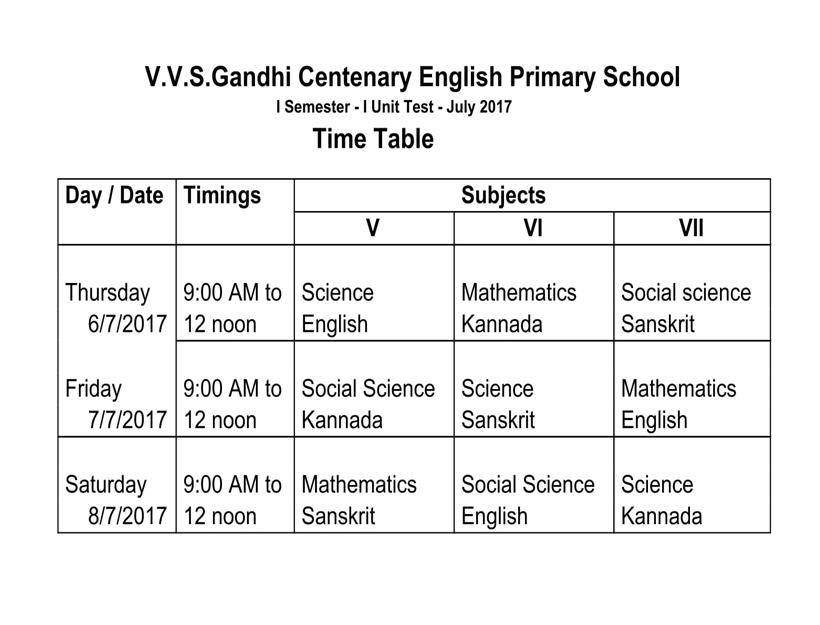 V.V.S.Gandhi Centenary English Primary School
I Semester - I Unit Test - July 2017
Time Table
Day / Date Timings Subjects
V VI VII
Thursday 9:00 AM to Science Mathematics Social science
6/7/2017 12 noon English Kannada Sanskrit
Friday 9:00 AM to Social Science Science Mathematics
7/7/2017 12 noon Kannada Sanskrit English
Saturday 9:00 AM to Mathematics Social Science Science
8/7/2017 12 noon Sanskrit English Kannada